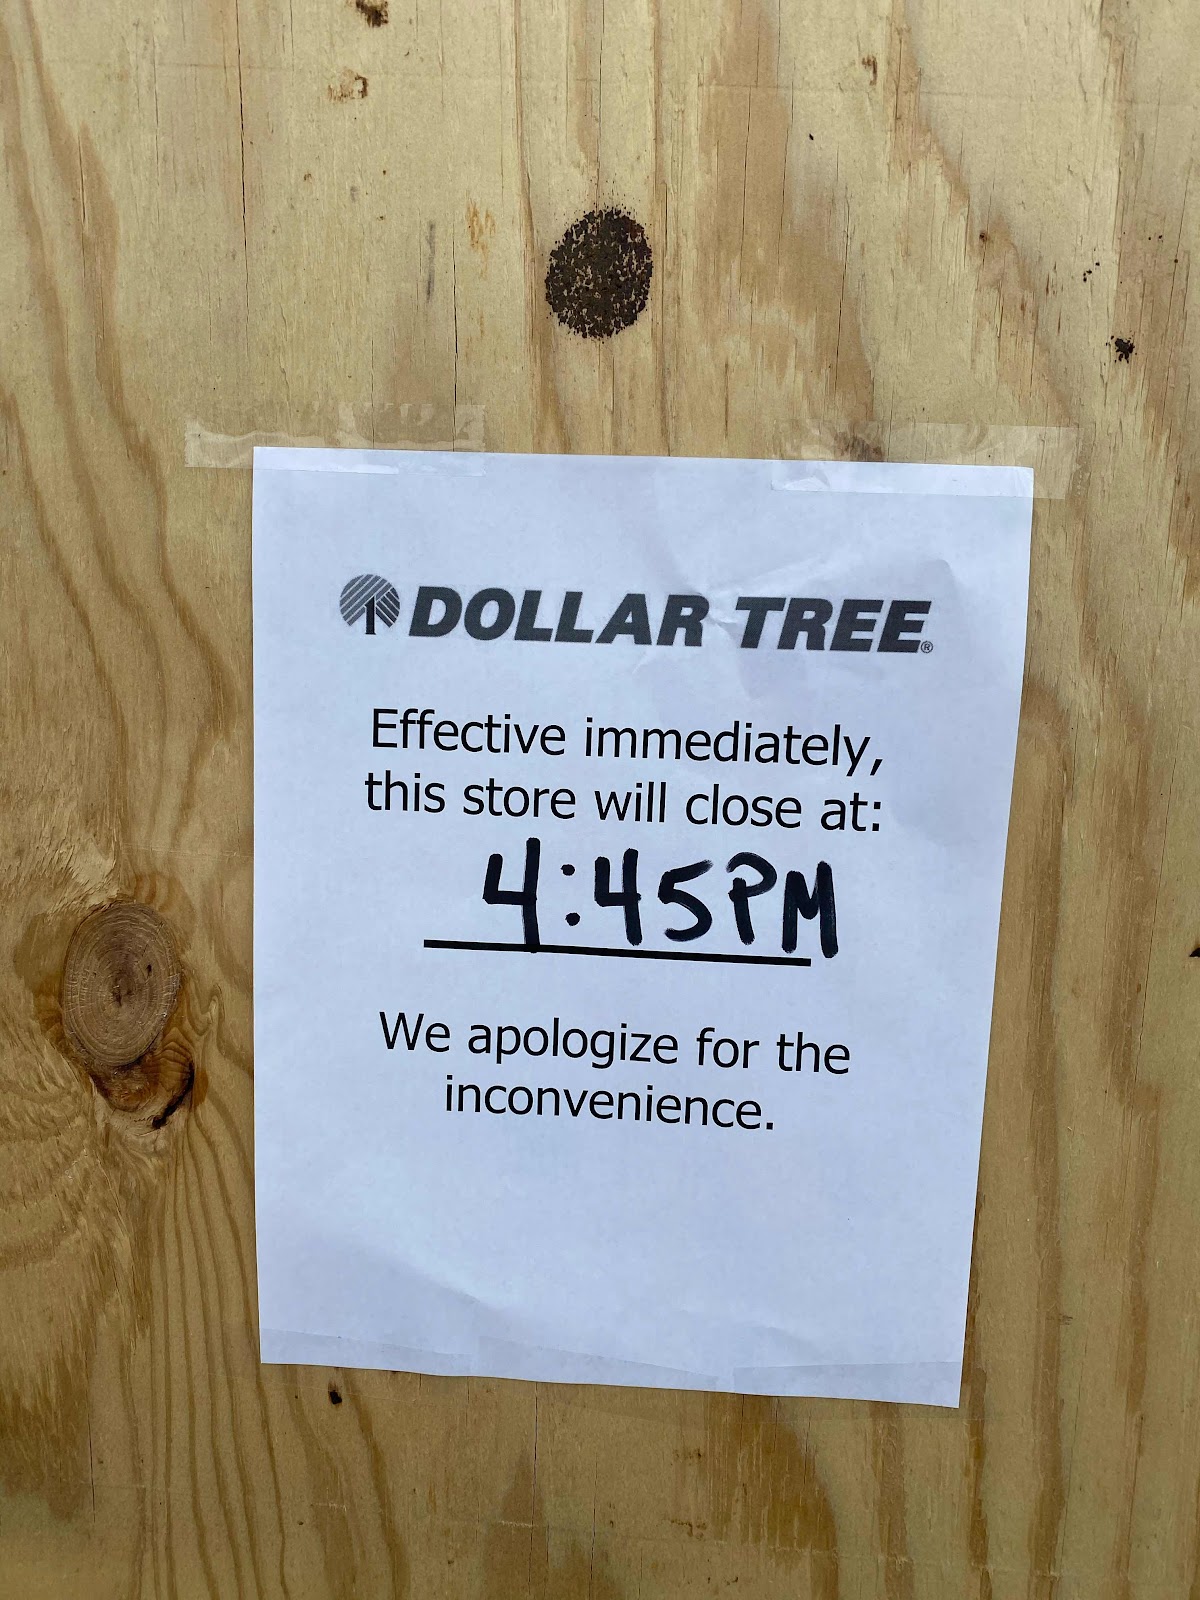 DOLLAR TREE®
Effective immediately,
this store will close at:
4:45PM
We apologize for the
inconvenience.